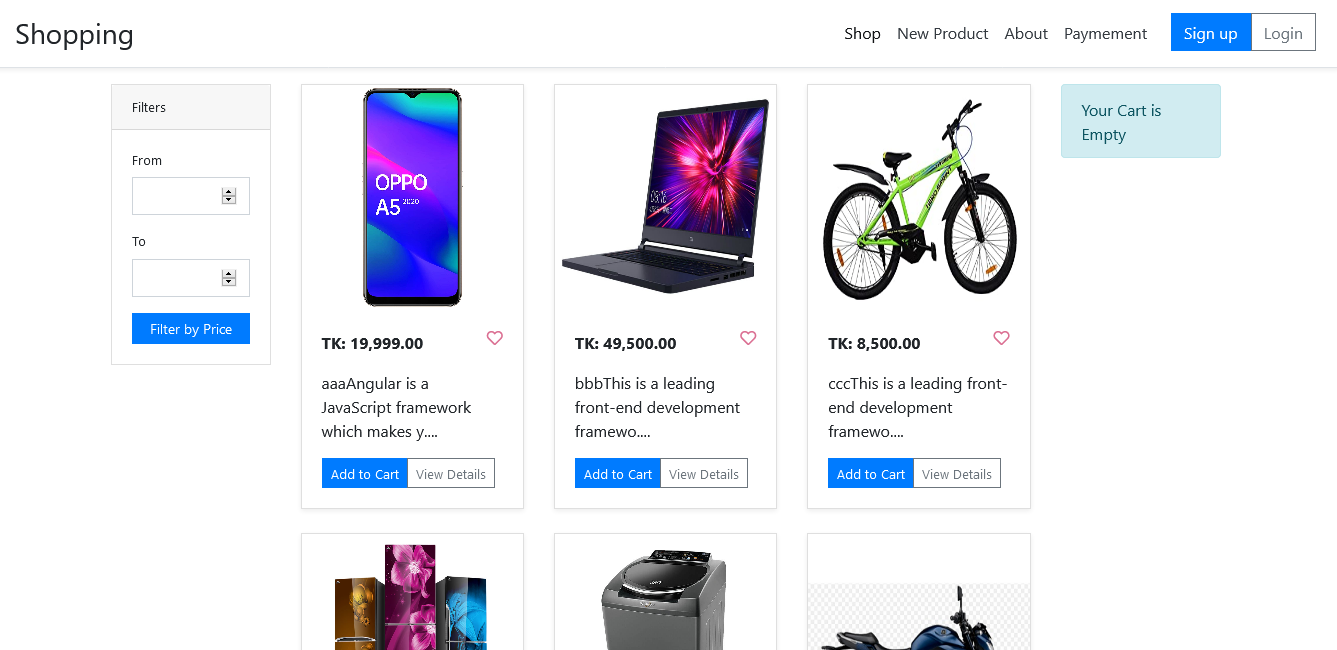 Shopping
Shop New Product About Paymement Sign up Login
Filters
From
To
Filter by Price
OPPO
A5 2020
TK: 19,999.00
aaaAngular is a
JavaScript framework
which makes y....
Add to Cart View Details
TK: 49,500.00
bbbThis is a leading
front-end development
framewo....
Add to Cart View Details
TK: 8,500.00
cccThis is a leading front-
end development
framewo....
Add to Cart View Details
Your Cart is
Empty